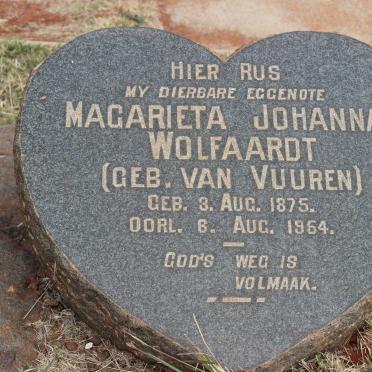 HIER RUS
MY DIERBARE EGGENOTE
MAGARIETA JOHANNA
WOLFAARDT
(GEB. VAN VUUREN)
GEB. 3. AUG. 1875.
OORL. 6. AUG. 1954.
GOD'S WEG IS
VOLMAAK.